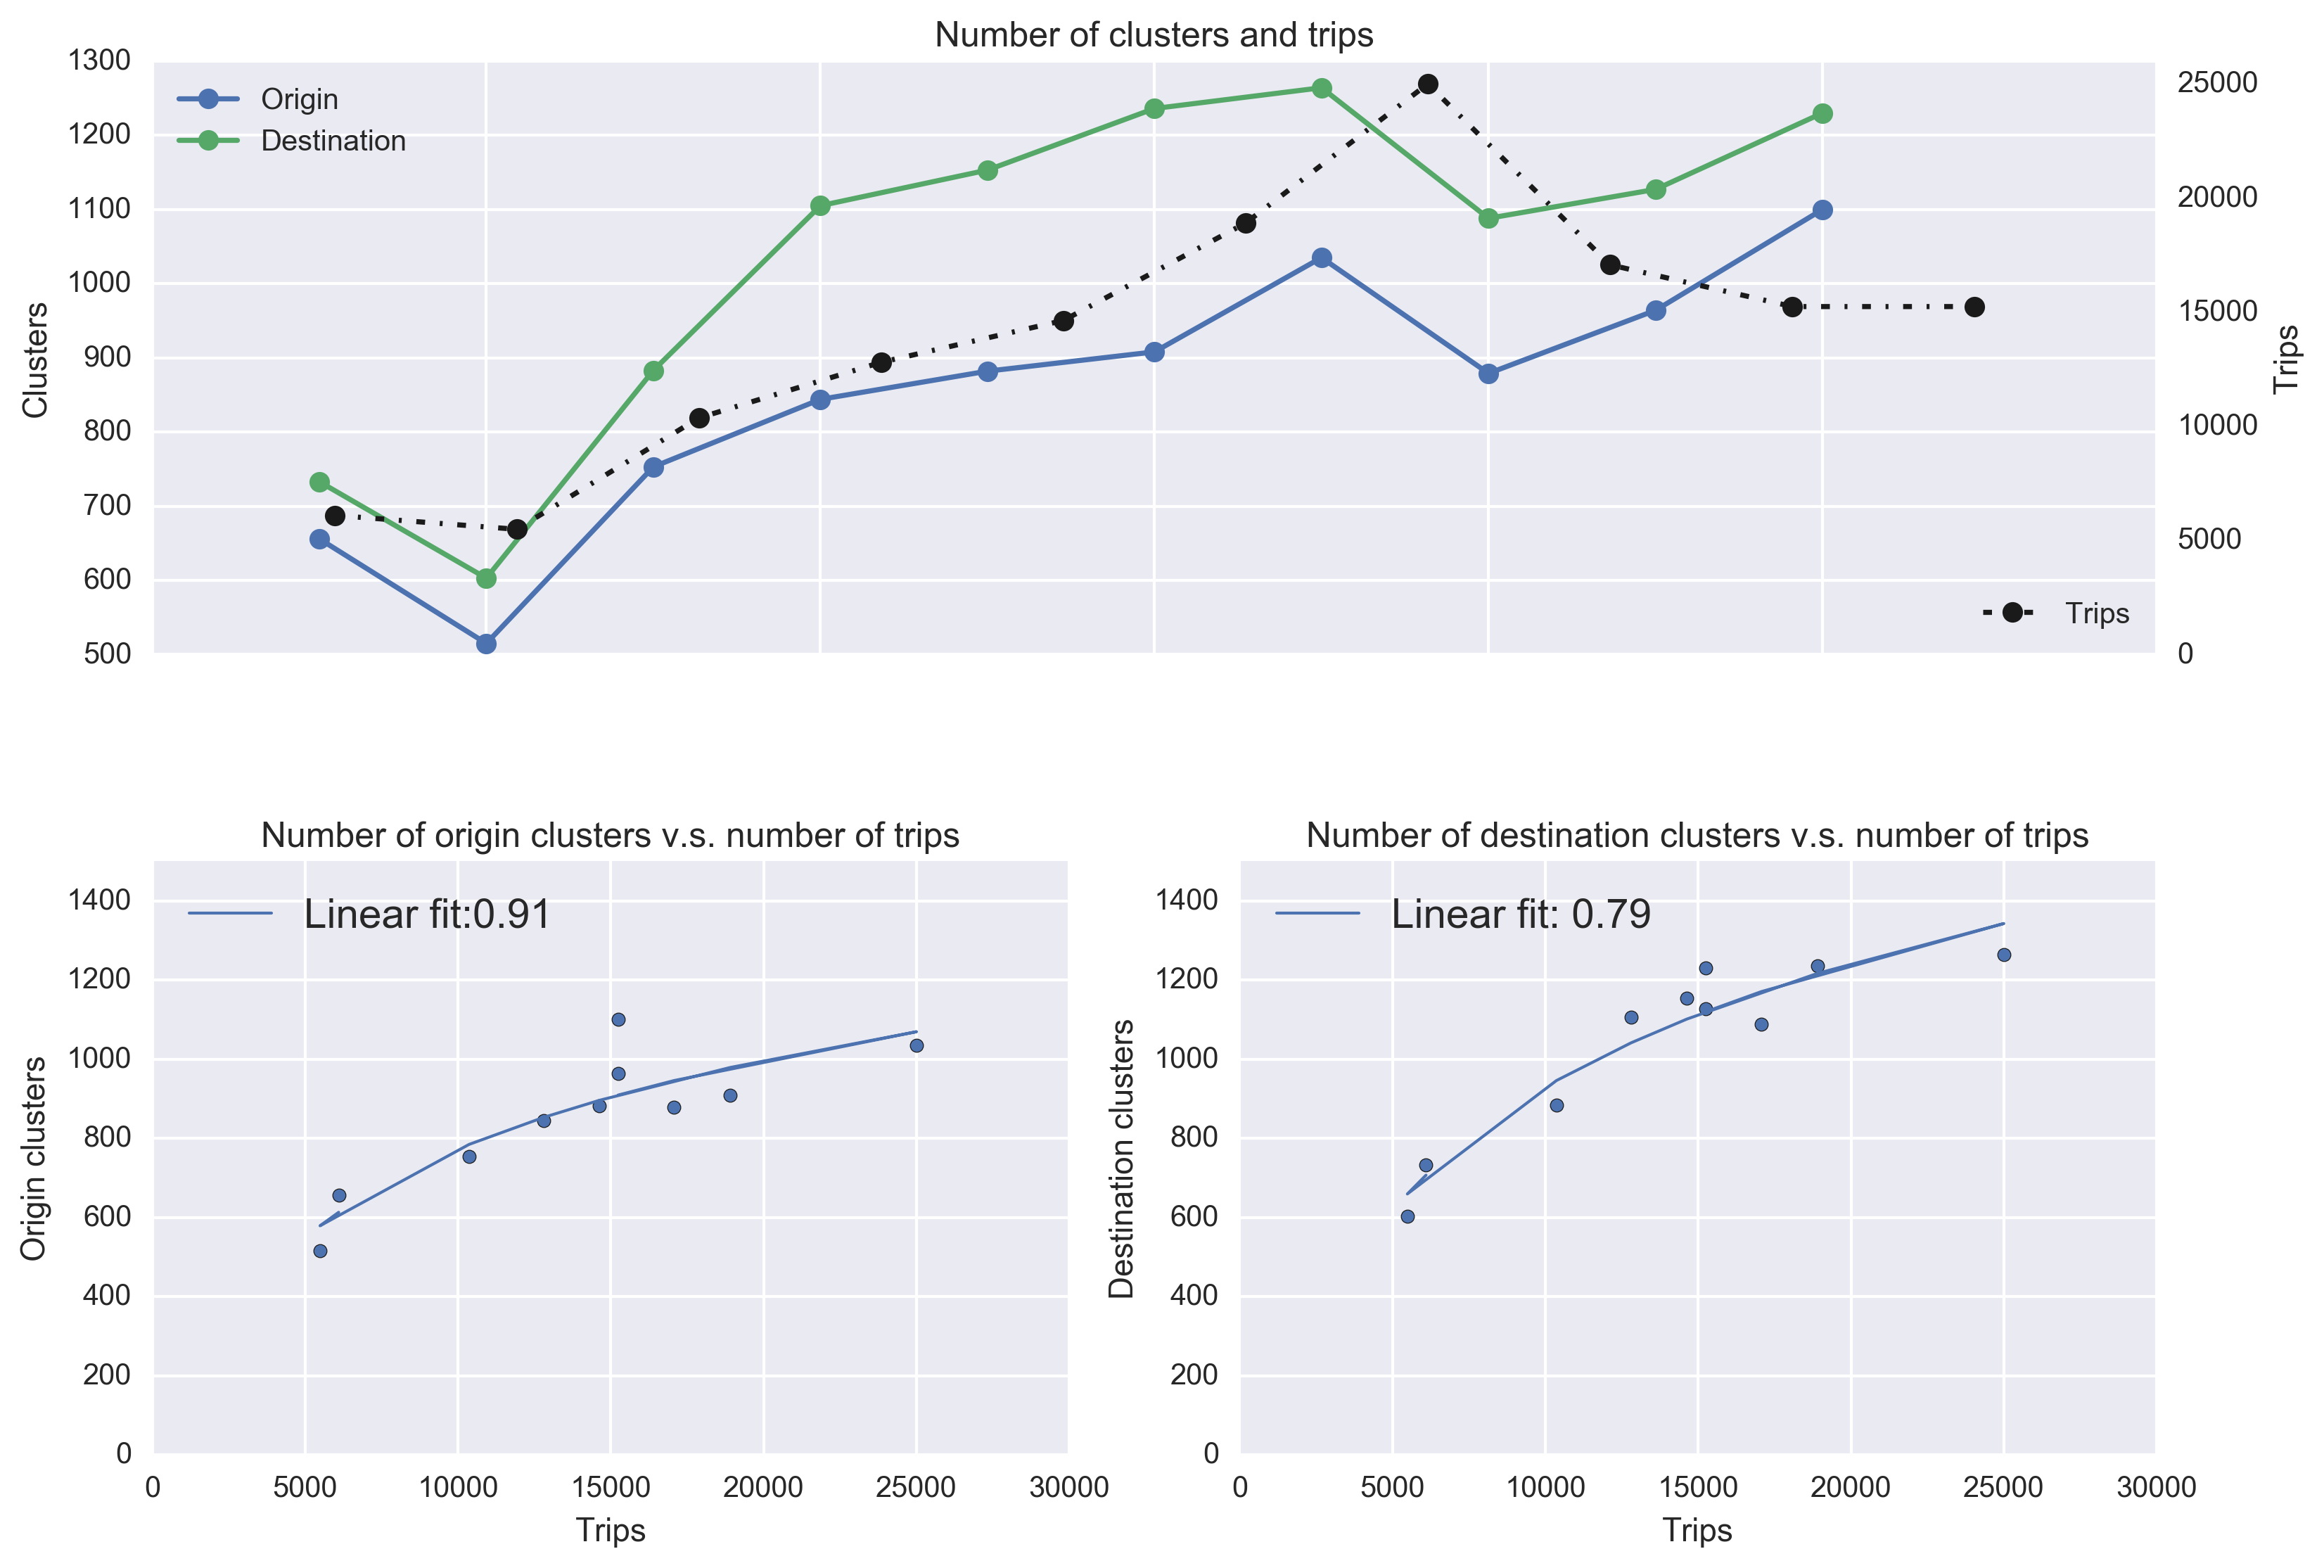 Number of clusters and trips
1300
1200
1100
1000
900
800
700
600
500
Clusters
Origin
Destination
25000
20000
15000
10000
5000
0
Trips
Trips
Number of origin clusters v.s. number of trips
1400
1200
1000
800
600
400
200
0
Origin clusters
Linear fit:0.91
0 5000 10000 15000 20000 25000 30000
Trips
Number of destination clusters v.s. number of trips
1400
1200
1000
800
600
400
200
0
Destination clusters
Linear fit: 0.79
0 5000 10000 15000 20000 25000 30000
Trips